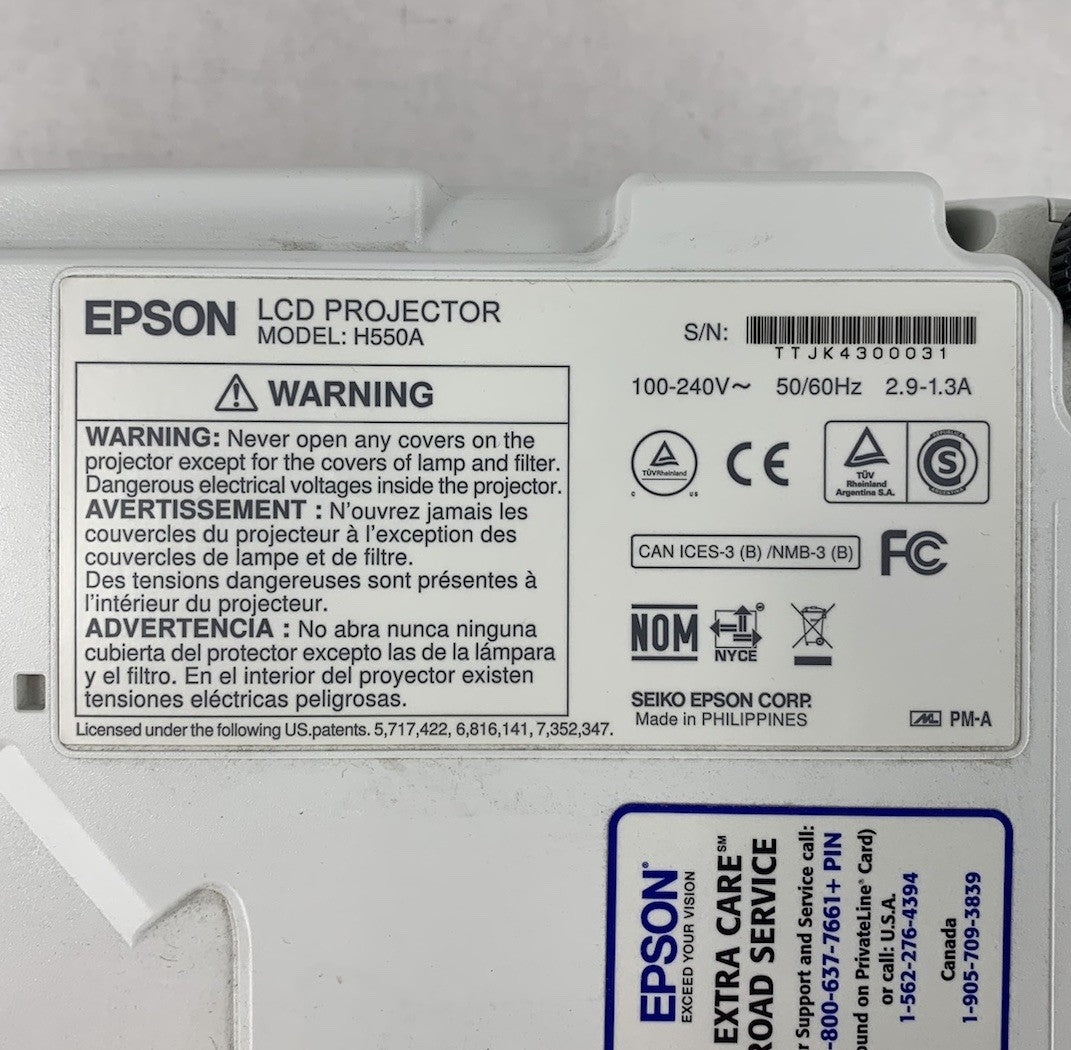 EPSON LCD PROJECTOR
MODEL: H550A
WARNING
WARNING: Never open any covers on the
projector except for the covers of lamp and filter.
Dangerous electrical voltages inside the projector.
AVERTISSEMENT : N'ouvrez jamais les
couvercles du projecteur à l'exception des
couvercles de lampe et de filtre.
Des tensions dangereuses sont présentes à
l'intérieur du projecteur.
ADVERTENCIA : No abra nunca ninguna
cubierta del protector excepto las de la lámpara
y el filtro. En el interior del proyector existen
tensiones eléctricas peligrosas.
Licensed under the following US.patents. 5,717,422, 6,816,141, 7,352,347.
S/N:
TTJK4300031
100-240V~ 50/60Hz 2.9-1.3A
TÜVRheinland
C US
CE
TÜV
Rheinland
Argentina S.A.
REPUBLICA
S
ARGENTINA
CAN ICES-3 (B) /NMB-3 (B)
FC
NOM
NYCE
SEIKO EPSON CORP.
Made in PHILIPPINES
PM-A
EPSON®
EXCEED YOUR VISION
EXTRA CARE℠
ROAD SERVICE
Support and Service call:
800-637-7661+ PIN
on PrivateLine® Card)
or call: U.S.A.
1-562-276-4394
Canada
1-905-709-3839